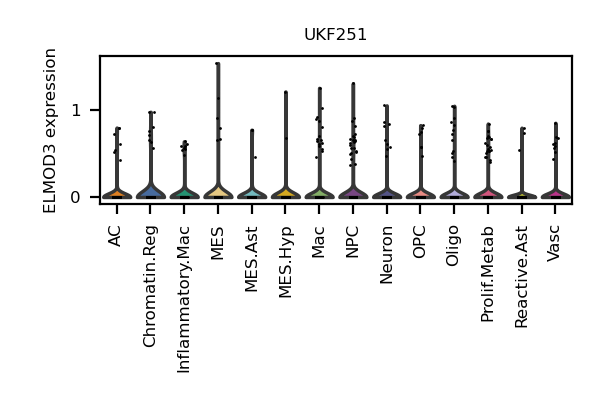 UKF251
ELMOD3 expression
1
0
AC
Chromatin.Reg
Inflammatory.Mac
MES
MES.Ast
MES.Hyp
Mac
NPC
Neuron
OPC
Oligo
Prolif.Metab
Reactive.Ast
Vasc